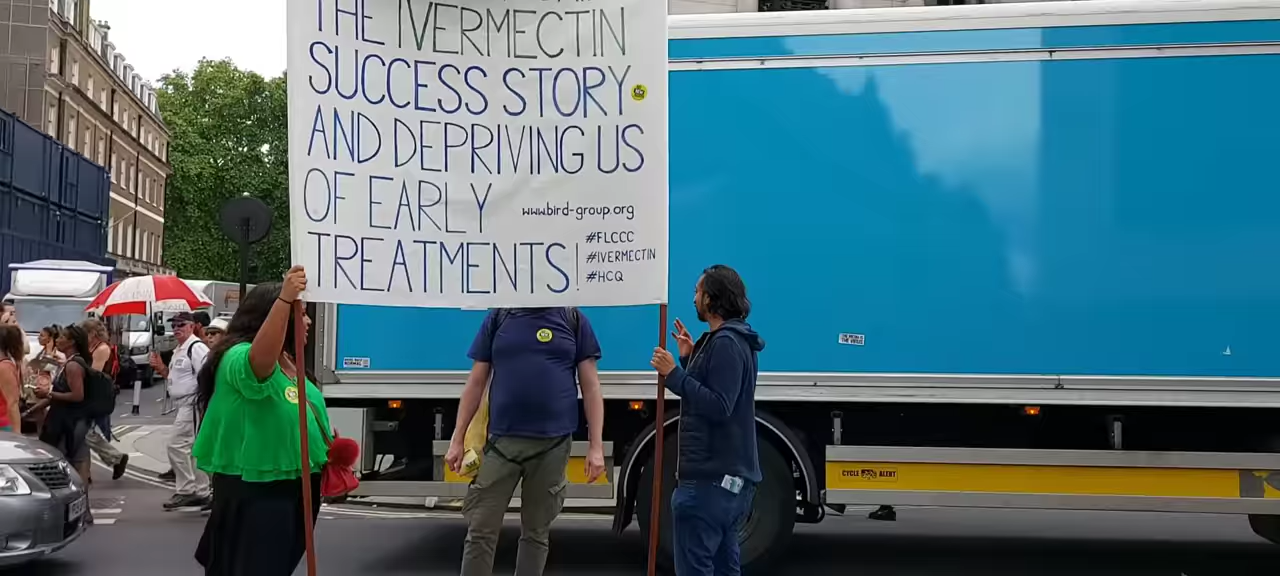 THE IVERMECTIN
SUCCESS STORY
AND DEPRIVING US
OF EARLY
www.bird-group.org
TREATMENTS!
#FLCCC
#IVERMECTIN
#HCQ
CYCLE ALERT